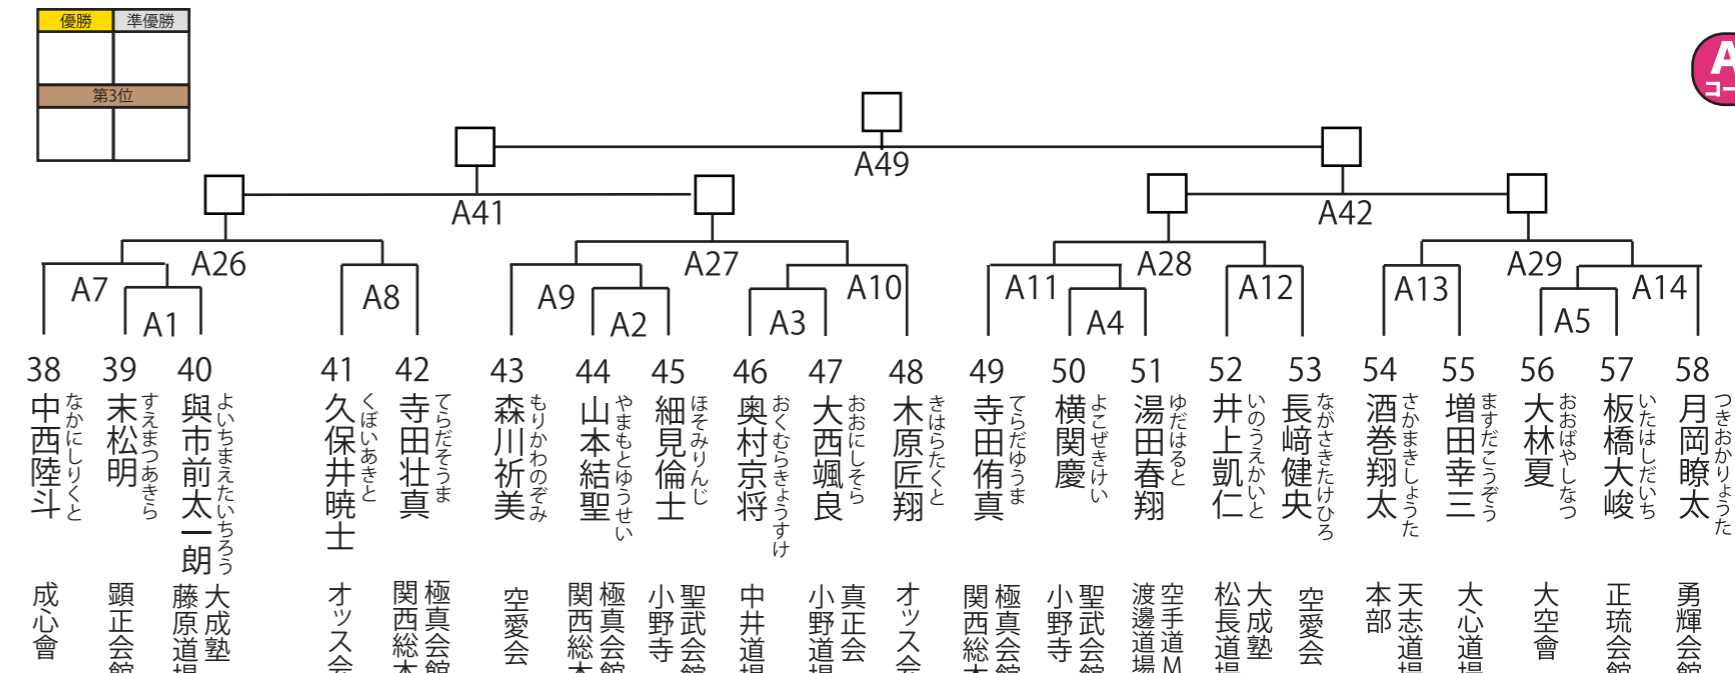 優勝
準優勝
第3位
A
コー
A49
A41
A42
A26
A27
A28
A29
A7
A8
A9
A10
A11
A12
A13
A14
A1
A2
A3
A4
A5
38
中西陸斗
なかにしりくと
成心會
39
末松明
すえまつあきら
顕正会館
40
與市前太一朗
よいちまえたいちろう
大成塾
藤原道場
41
久保井暁士
くぼいあきと
オッス会
42
寺田壮真
てらだそうま
極真会館
関西総本
43
森川祈美
もりかわのぞみ
空愛会
44
山本結聖
やまもとゆうせい
極真会館
関西総本
45
細見倫士
ほそみりんじ
聖武会館
小野寺
46
奥村京将
おくむらきょうすけ
中井道場
47
大西颯良
おおにしそら
真正会
小野道場
48
木原匠翔
きはらたくと
オッス会
49
寺田侑真
てらだゆうま
極真会館
関西総本
50
横関慶
よこぜきけい
聖武会館
小野寺
51
湯田春翔
ゆだはると
空手道M
渡邊道場
52
井上凱仁
いのうえかいと
大成塾
松長道場
53
長﨑健央
ながさきたけひろ
空愛会
54
酒巻翔太
さかまきしょうた
天志道場
本部
55
増田幸三
ますだこうぞう
大心道場
56
大林夏
おおばやしなつ
大空會
57
板橋大峻
いたはしだいち
正琉会館
58
月岡瞭太
つきおかりょうた
勇輝会館